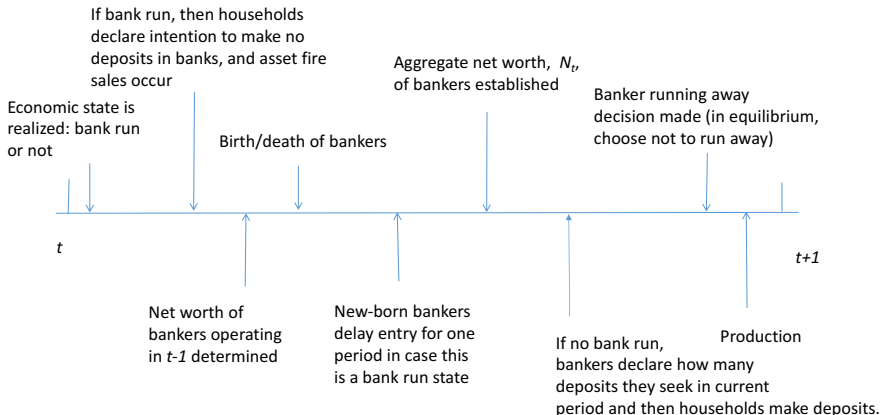 If bank run, then households
declare intention to make no
deposits in banks, and asset fire
sales occur
Aggregate net worth, Nt,
of bankers established
Economic state is
realized: bank run
or not
Birth/death of bankers
Banker running away
decision made (in equilibrium,
choose not to run away)
t
t+1
Net worth of
bankers operating
in t-1 determined
New-born bankers
delay entry for one
period in case this
is a bank run state
If no bank run,
bankers declare how many
deposits they seek in current
period and then households make deposits.
Production